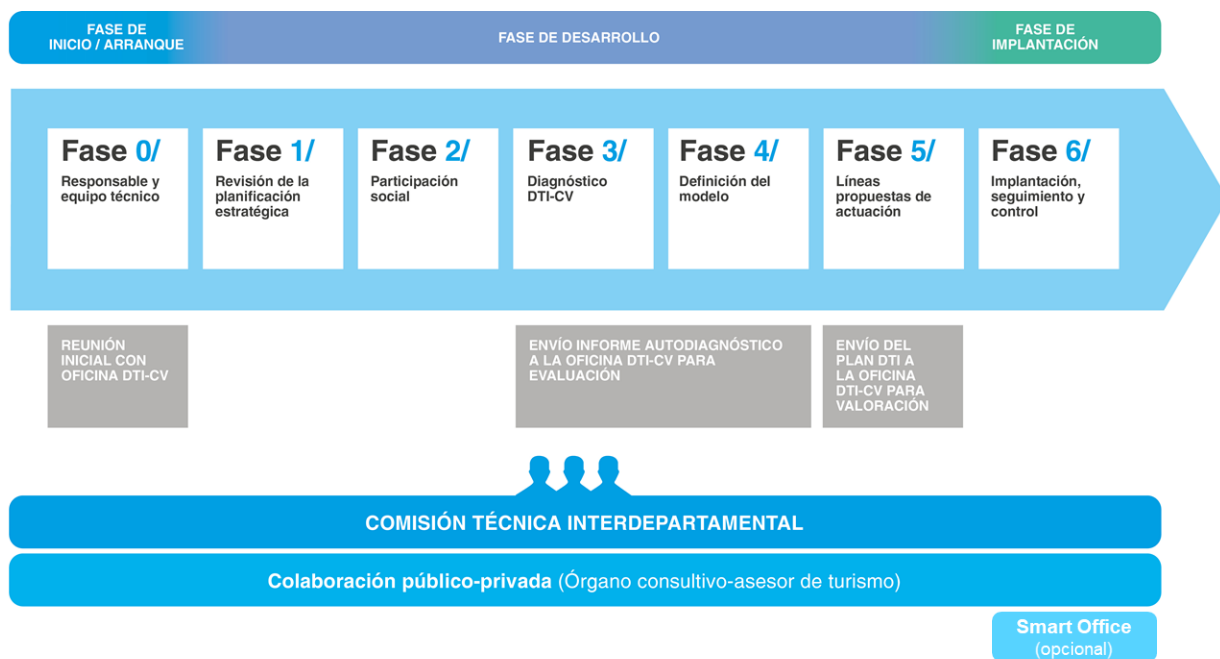 FASE DE
INICIO / ARRANQUE
FASE DE DESARROLLO
FASE DE
IMPLANTACIÓN
Fase 0/
Responsable y
equipo técnico
Fase 1/
Revisión de la
planificación
estratégica
Fase 2/
Participación
social
Fase 3/
Diagnóstico
DTI-CV
Fase 4/
Definición del
modelo
Fase 5/
Líneas
propuestas de
actuación
Fase 6/
Implantación,
seguimiento y
control
REUNIÓN
INICIAL CON
OFICINA DTI-CV
ENVÍO INFORME AUTODIAGNÓSTICO
A LA OFICINA DTI-CV PARA
EVALUACIÓN
ENVÍO DEL
PLAN DTI A
LA OFICINA
DTI-CV PARA
VALORACIÓN
COMISIÓN TÉCNICA INTERDEPARTAMENTAL
Colaboración público-privada (Órgano consultivo-asesor de turismo)
Smart Office
(opcional)